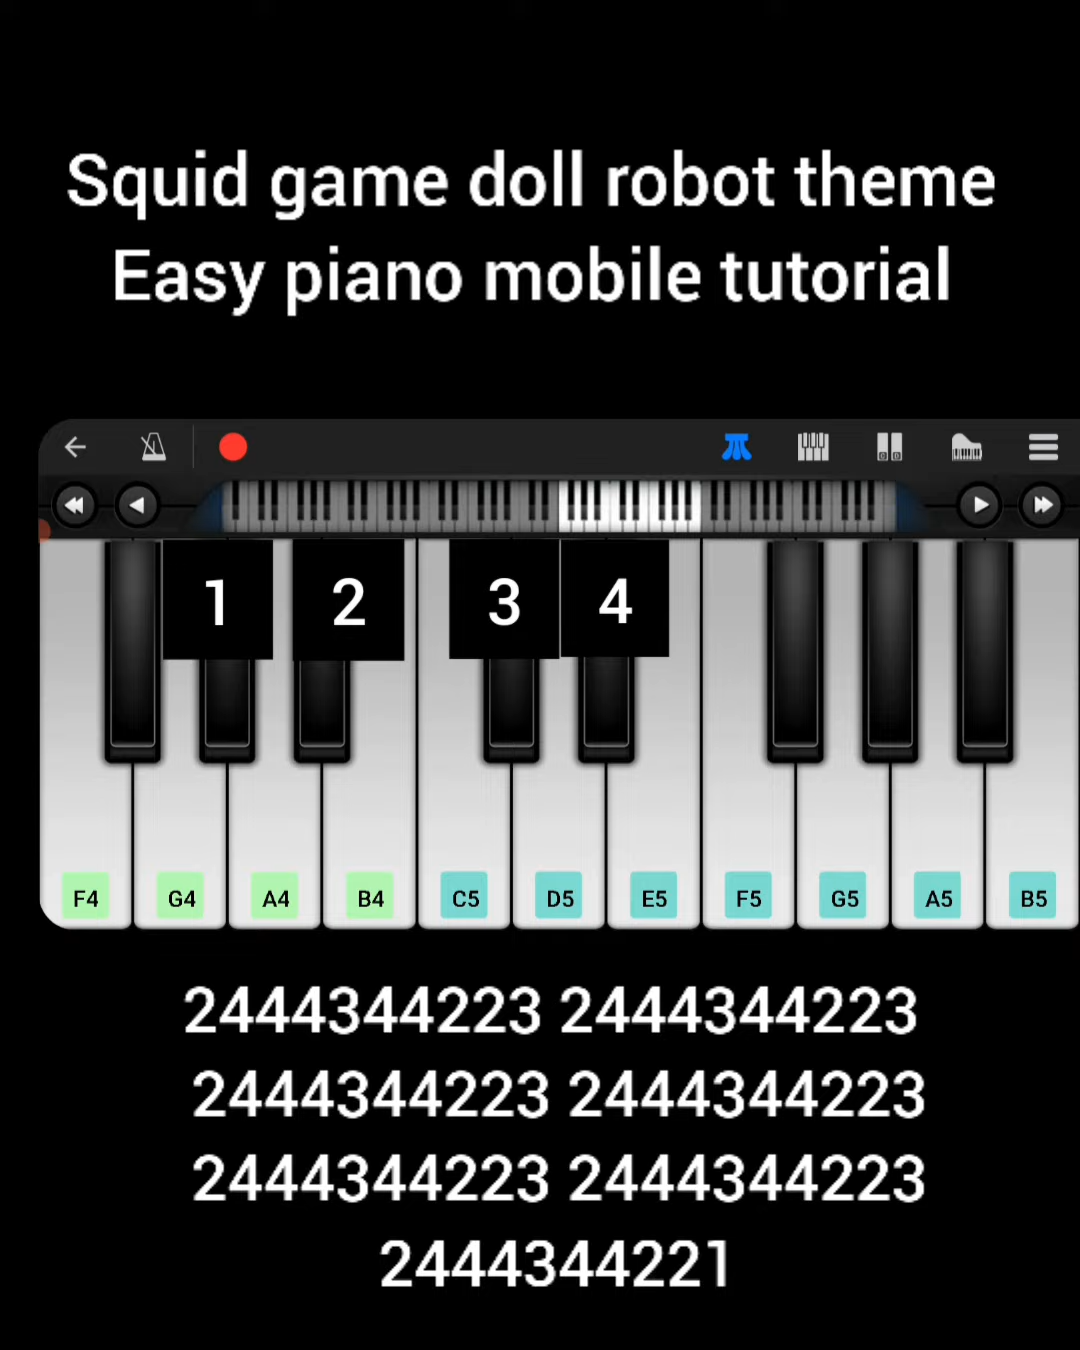 Squid game doll robot theme
Easy piano mobile tutorial
1 2 3 4
F4 G4 A4 B4 C5 D5 E5 F5 G5 A5 B5
2444344223 2444344223
2444344223 2444344223
2444344223 2444344223
2444344221